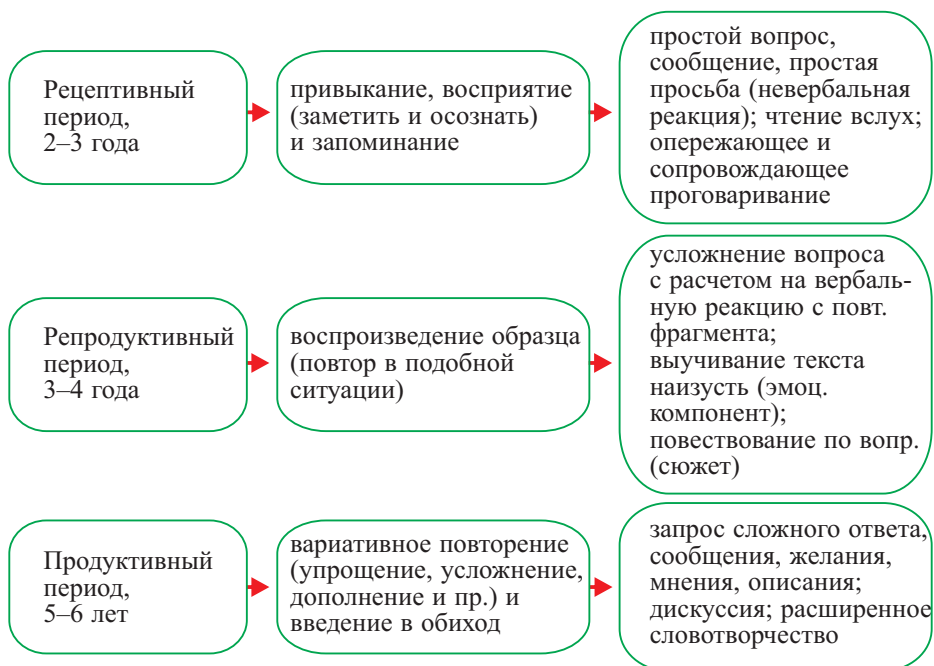 Рецептивный
период,
2–3 года
привыкание, восприятие
(заметить и осознать)
и запоминание
простой вопрос,
сообщение, простая
просьба (невербальная
реакция); чтение вслух;
опережающее и
сопровождающее
проговаривание
Репродуктивный
период,
3–4 года
воспроизведение образца
(повтор в подобной
ситуации)
усложнение вопроса
с расчетом на вербаль-
ную реакцию с повт.
фрагмента;
выучивание текста
наизусть (эмоц.
компонент);
повествование по вопр.
(сюжет)
Продуктивный
период,
5–6 лет
вариативное повторение
(упрощение, усложнение,
дополнение и пр.) и
введение в обиход
запрос сложного ответа,
сообщения, желания,
мнения, описания;
дискуссия; расширенное
словотворчество